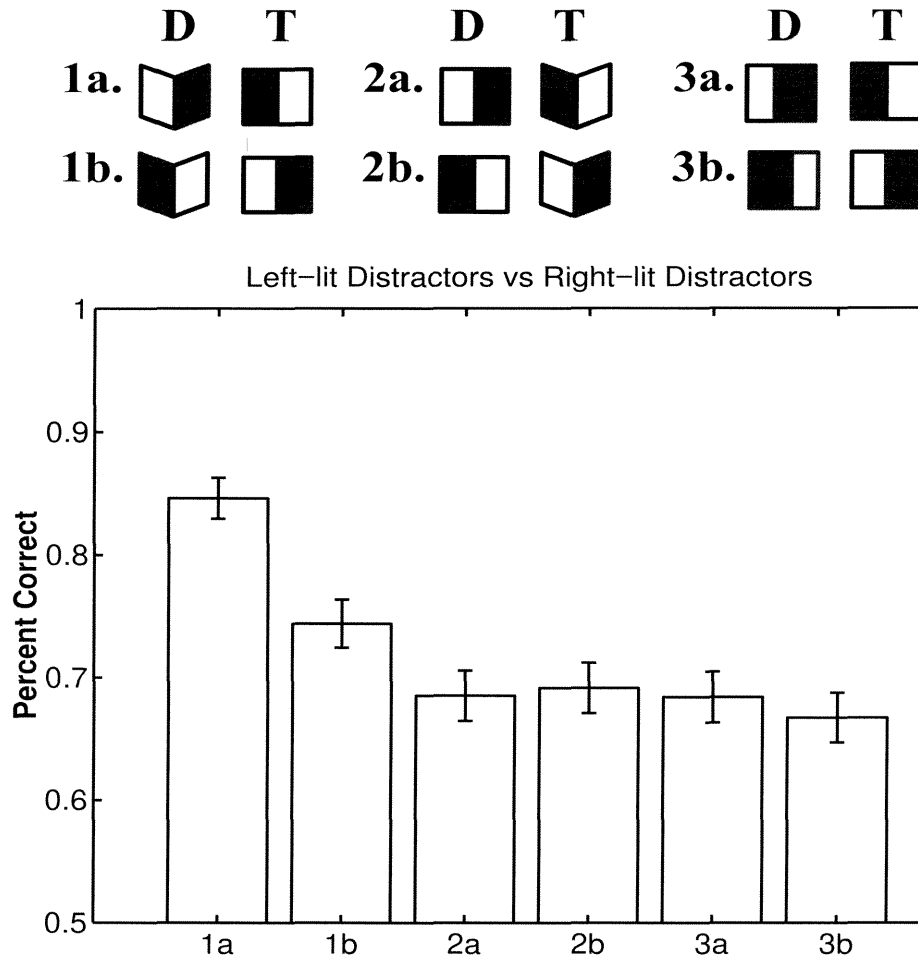 D T D T D T
1a. 2a. 3a.
1b. 2b. 3b.
Left−lit Distractors vs Right−lit Distractors
Percent Correct
1
0.9
0.8
0.7
0.6
0.5
1a 1b 2a 2b 3a 3b